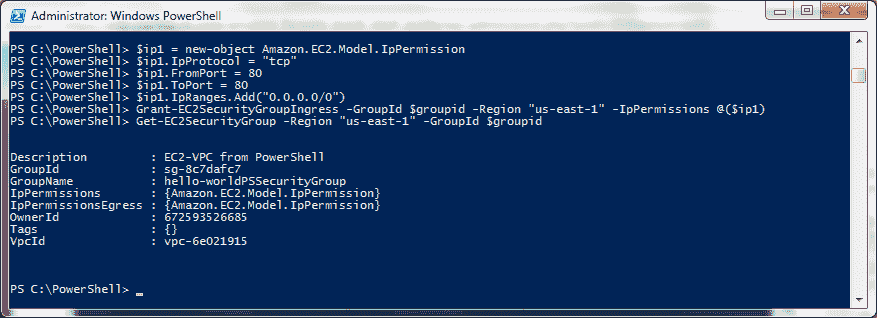 Administrator: Windows PowerShell
PS C:\PowerShell> $ip1 = new-object Amazon.EC2.Model.IpPermission
PS C:\PowerShell> $ip1.IpProtocol = "tcp"
PS C:\PowerShell> $ip1.FromPort = 80
PS C:\PowerShell> $ip1.ToPort = 80
PS C:\PowerShell> $ip1.IpRanges.Add("0.0.0.0/0")
PS C:\PowerShell> Grant-EC2SecurityGroupIngress -GroupId $groupid -Region "us-east-1" -IpPermissions @($ip1)
PS C:\PowerShell> Get-EC2SecurityGroup -Region "us-east-1" -GroupId $groupid
Description : EC2-VPC from PowerShell
GroupId : sg-8c7dafc7
GroupName : hello-worldPSSecurityGroup
IpPermissions : {Amazon.EC2.Model.IpPermission}
IpPermissionsEgress : {Amazon.EC2.Model.IpPermission}
OwnerId : 672593526685
Tags : {}
VpcId : vpc-6e021915
PS C:\PowerShell> _